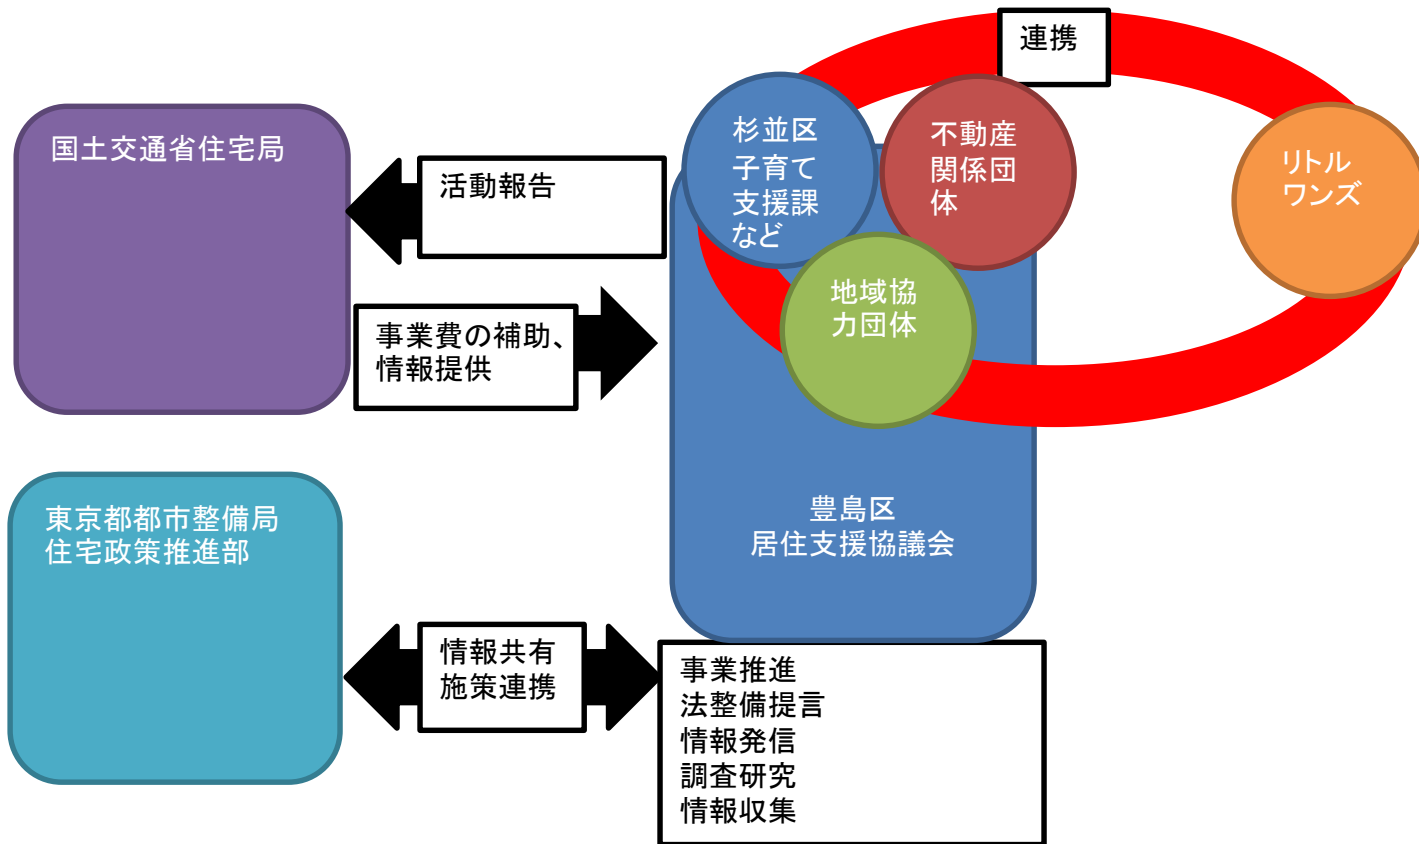 連携
国土交通省住宅局
活動報告
事業費の補助、
情報提供
杉並区
子育て
支援課
など
不動産
関係団
体
地域協
力団体
リトル
ワンズ
豊島区
居住支援協議会
東京都都市整備局
住宅政策推進部
情報共有
施策連携
事業推進
法整備提言
情報発信
調査研究
情報収集